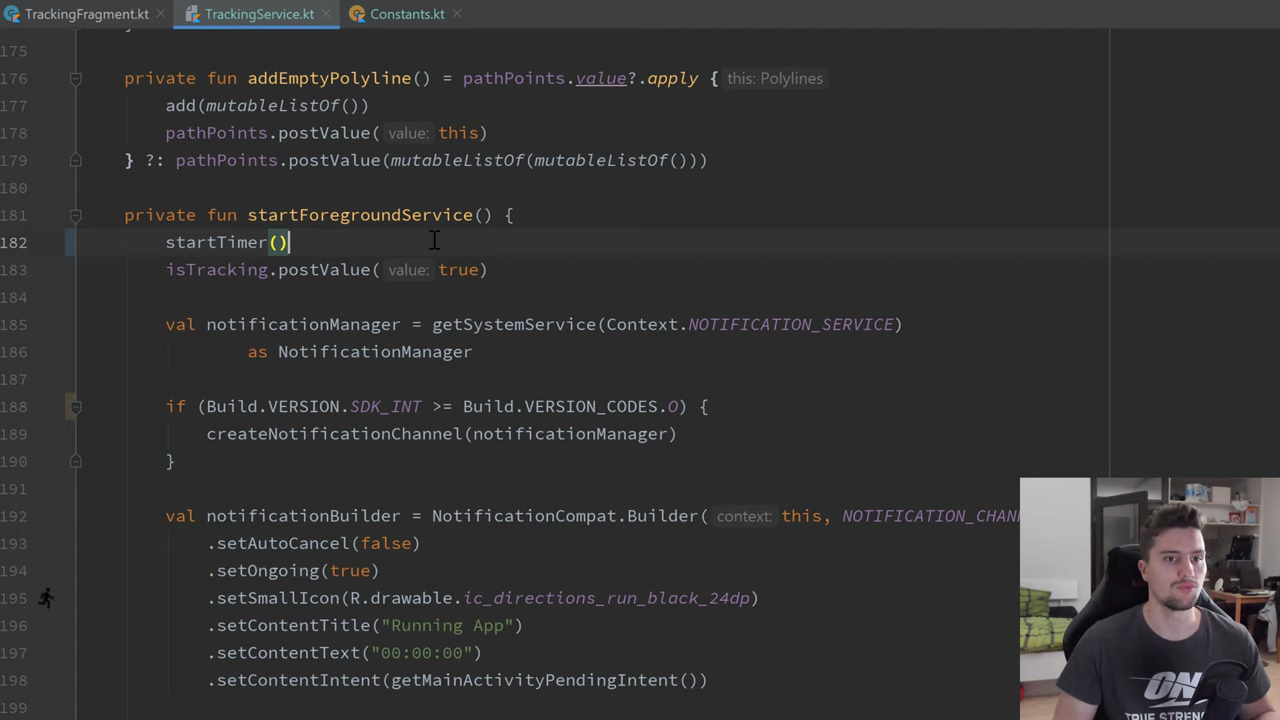 TrackingFragment.kt × TrackingService.kt × Constants.kt ×
175
176 private fun addEmptyPolyline() = pathPoints.value?.apply { this: Polylines
177 add(mutableListOf())
178 pathPoints.postValue( value: this)
179 } ?: pathPoints.postValue(mutableListOf(mutableListOf()))
180
181 private fun startForegroundService() {
182 startTimer()
183 isTracking.postValue( value: true)
184
185 val notificationManager = getSystemService(Context.NOTIFICATION_SERVICE)
186 as NotificationManager
187
188 if (Build.VERSION.SDK_INT >= Build.VERSION_CODES.O) {
189 createNotificationChannel(notificationManager)
190 }
191
192 val notificationBuilder = NotificationCompat.Builder( context: this, NOTIFICATION_CHAN
193 .setAutoCancel(false)
194 .setOngoing(true)
195 .setSmallIcon(R.drawable.ic_directions_run_black_24dp)
196 .setContentTitle("Running App")
197 .setContentText("00:00:00")
198 .setContentIntent(getMainActivityPendingIntent())
199
ON
TRUE STRENG